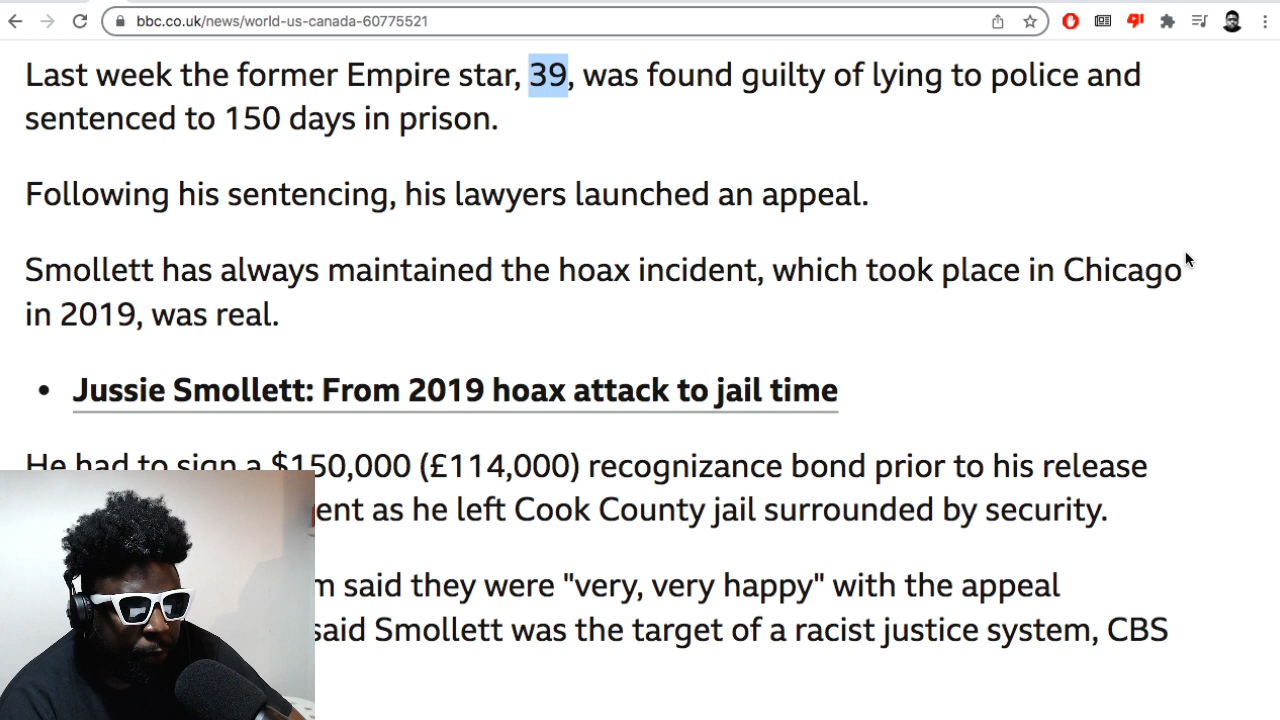 bbc.co.uk/news/world-us-canada-60775521
Last week the former Empire star, 39, was found guilty of lying to police and
sentenced to 150 days in prison.
Following his sentencing, his lawyers launched an appeal.
Smollett has always maintained the hoax incident, which took place in Chicago
in 2019, was real.
• Jussie Smollett: From 2019 hoax attack to jail time
He had to sign a $150,000 (£114,000) recognizance bond prior to his release
ent as he left Cook County jail surrounded by security.
m said they were "very, very happy" with the appeal
said Smollett was the target of a racist justice system, CBS